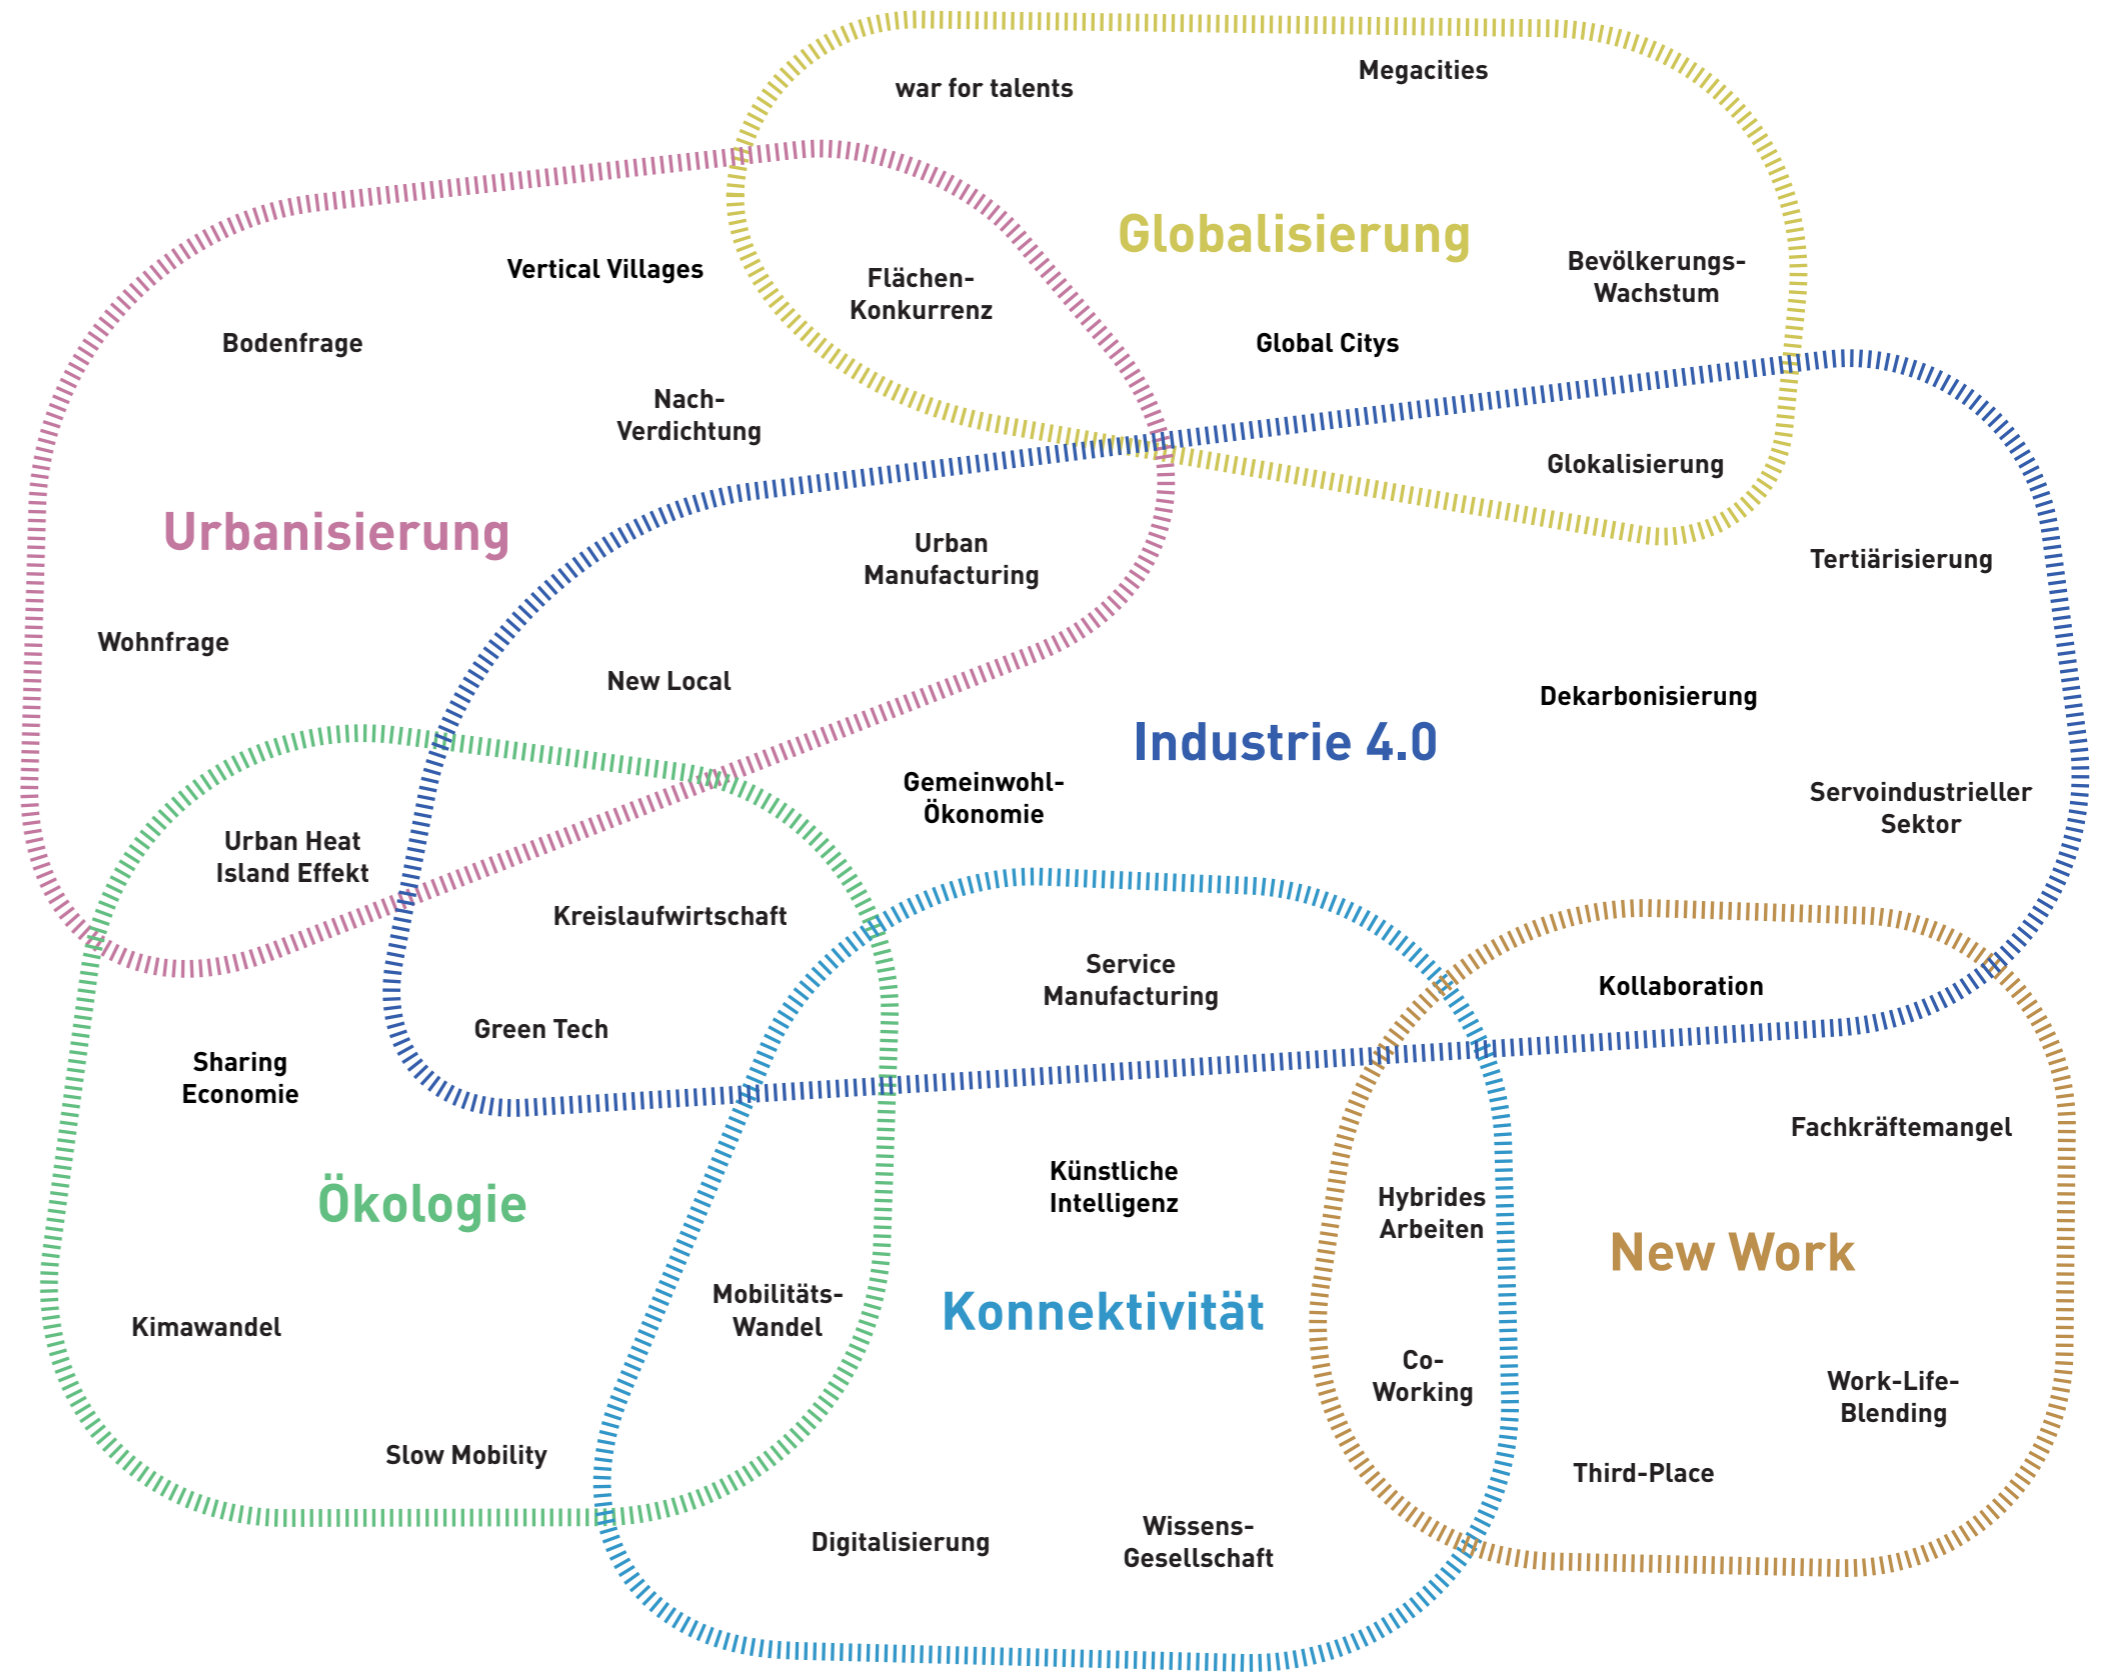 war for talents
Megacities
Globalisierung
Vertical Villages
Flächen-
Konkurrenz
Bevölkerungs-
Wachstum
Bodenfrage
Global Citys
Nach-
Verdichtung
Glokalisierung
Urbanisierung
Urban
Manufacturing
Tertiärisierung
Wohnfrage
New Local
Dekarbonisierung
Industrie 4.0
Gemeinwohl-
Ökonomie
Servoindustrieller
Sektor
Urban Heat
Island Effekt
Kreislaufwirtschaft
Service
Manufacturing
Kollaboration
Green Tech
Sharing
Economie
Fachkräftemangel
Künstliche
Intelligenz
Hybrides
Arbeiten
Ökologie
New Work
Mobilitäts-
Wandel
Konnektivität
Kimawandel
Co-
Working
Work-Life-
Blending
Slow Mobility
Third-Place
Digitalisierung
Wissens-
Gesellschaft